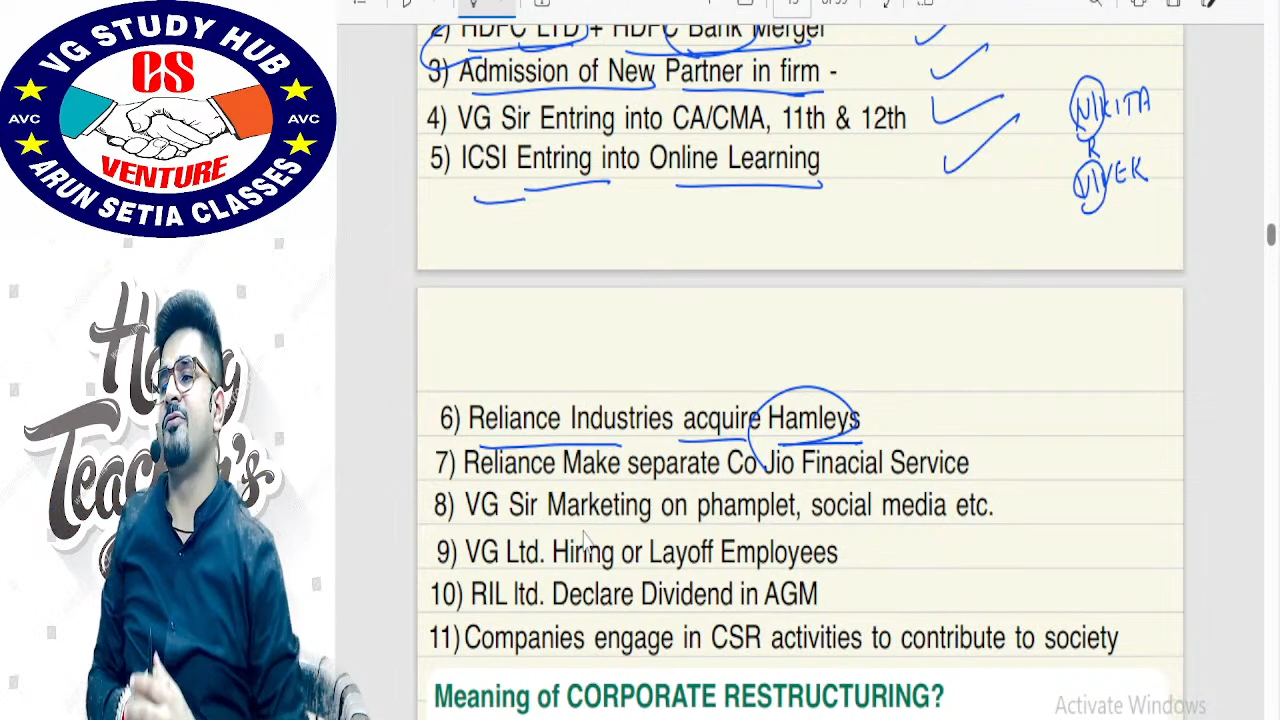 VG STUDY HUB
CS
AVC
AVC
VENTURE
ARUN SETIA CLASSES
2) HDFC LTD + HDFC Bank Merger
3) Admission of New Partner in firm -
4) VG Sir Entring into CA/CMA, 11th & 12th
5) ICSI Entring into Online Learning
NIKITA
R
VIVEK
6) Reliance Industries acquire Hamleys
7) Reliance Make separate Co Jio Finacial Service
8) VG Sir Marketing on phamplet, social media etc.
9) VG Ltd. Hiring or Layoff Employees
10) RIL ltd. Declare Dividend in AGM
11) Companies engage in CSR activities to contribute to society
Meaning of CORPORATE RESTRUCTURING?
Activate Windows